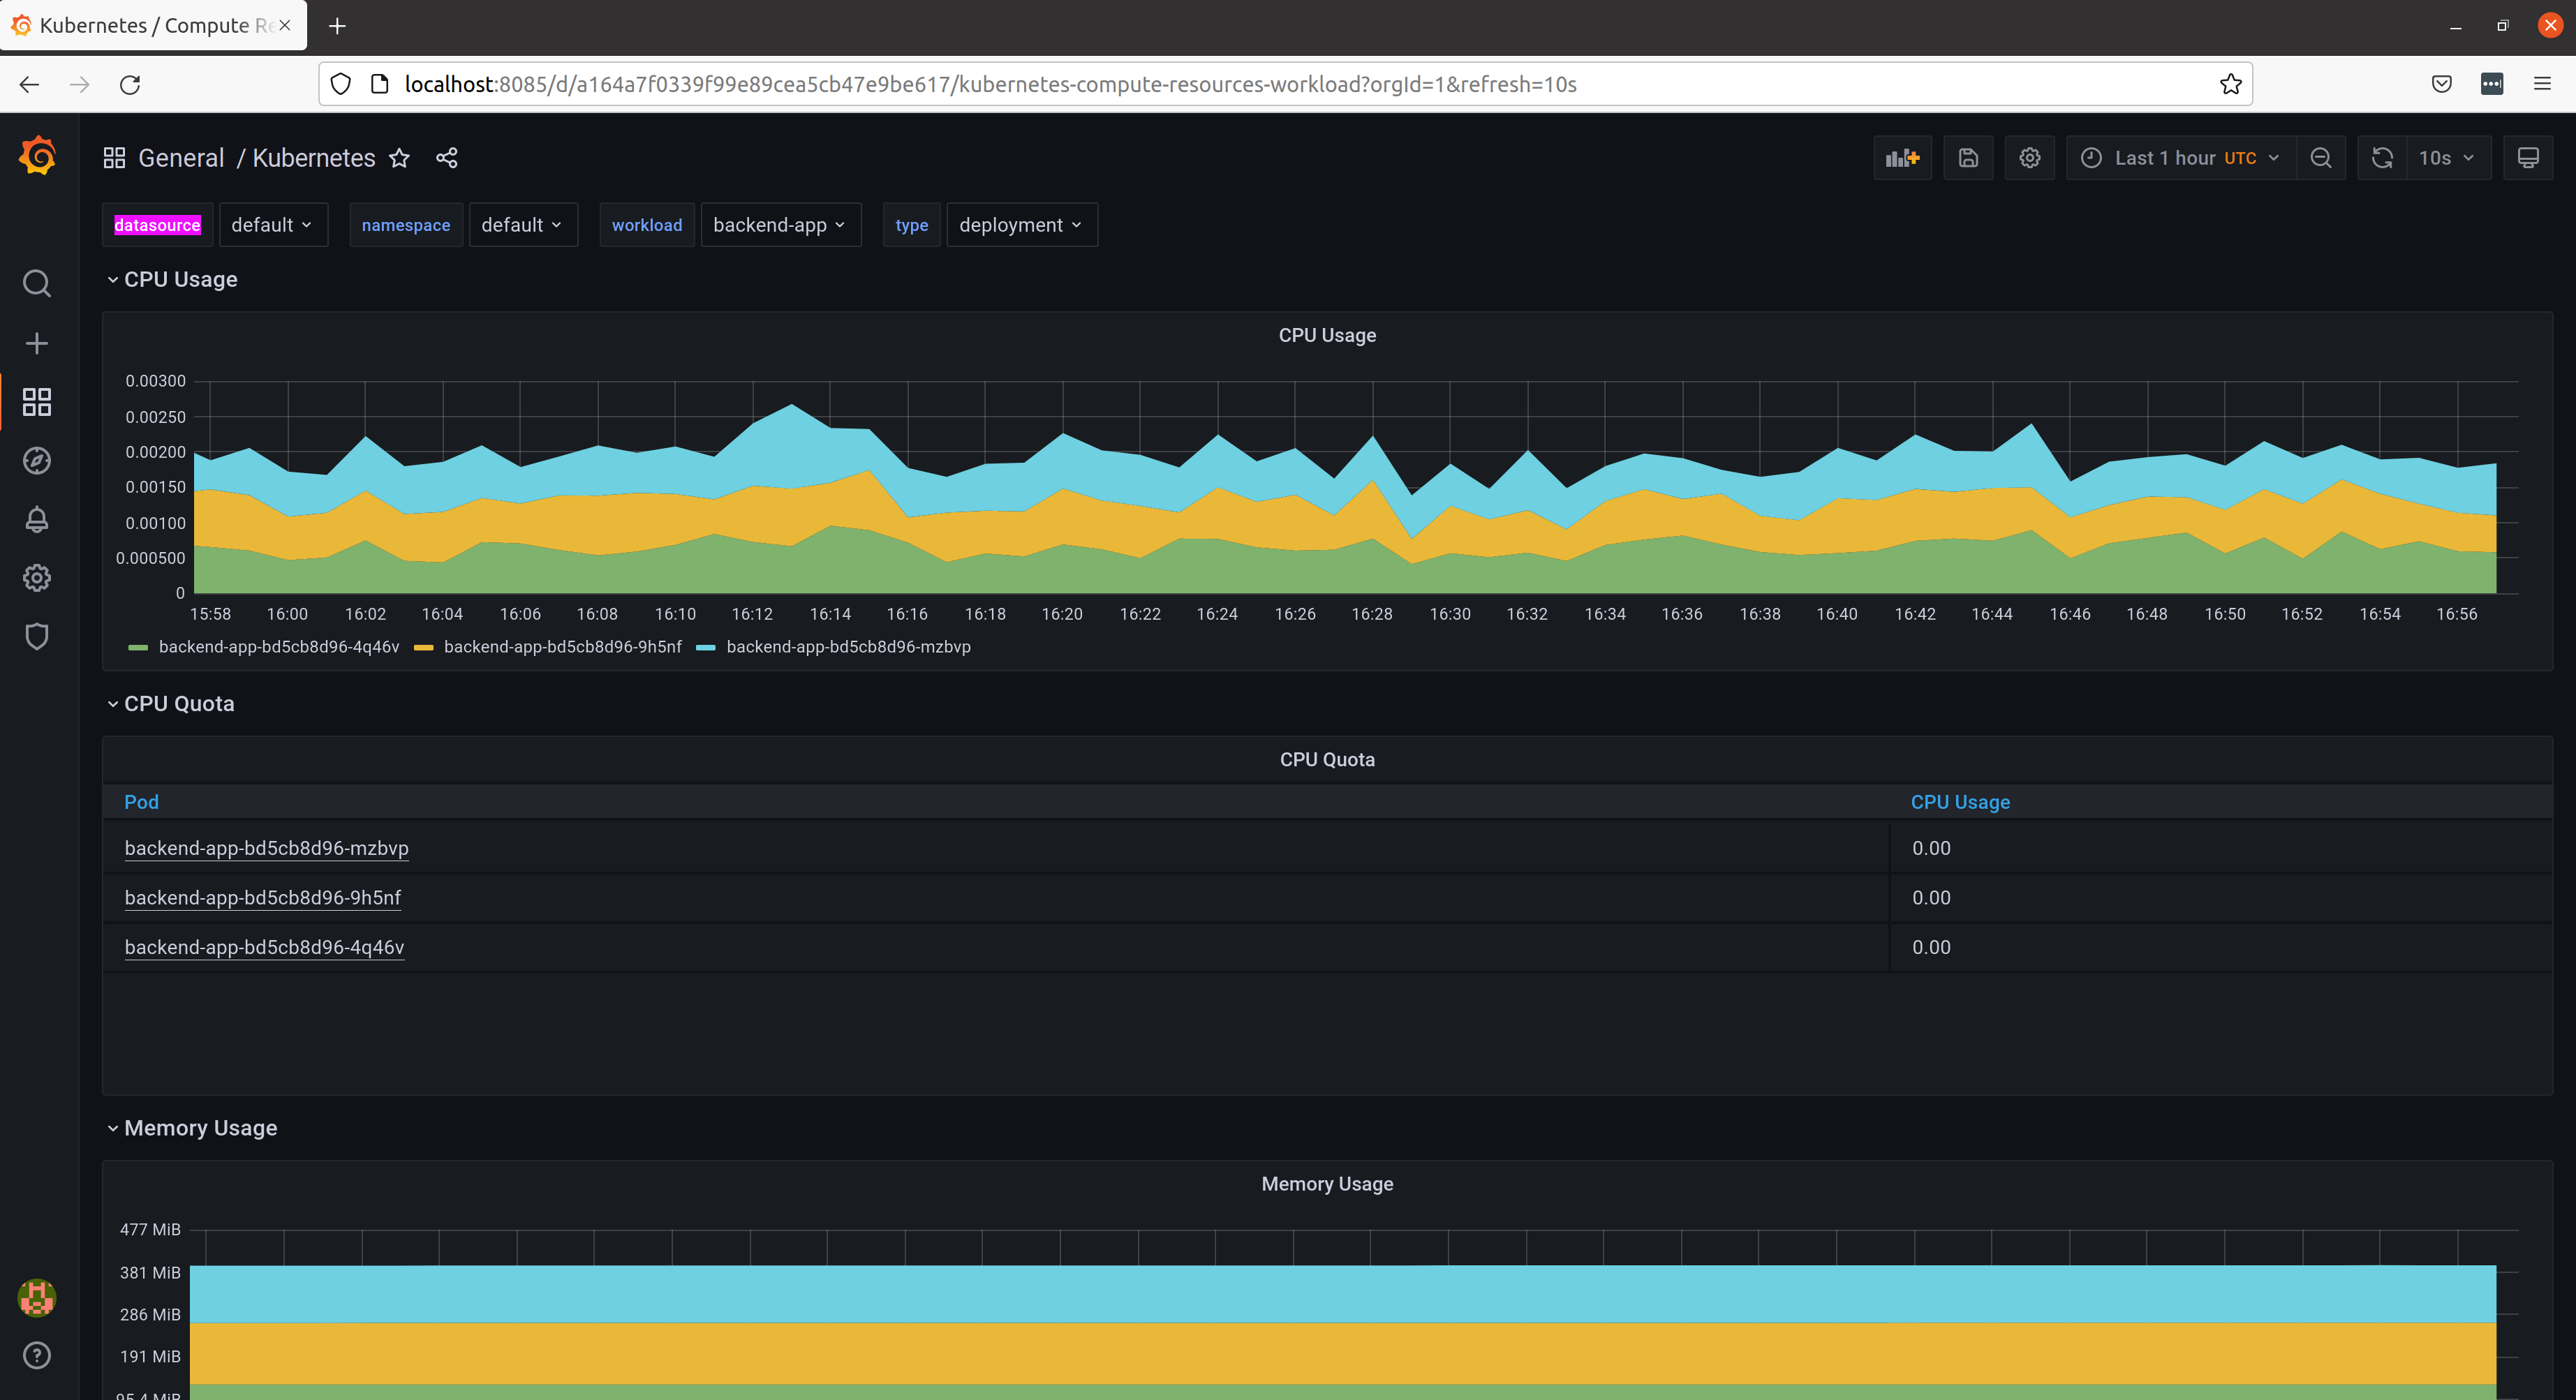 Kubernetes / Compute Re
localhost:8085/d/a164a7f0339f99e89cea5cb47e9be617/kubernetes-compute-resources-workload?orgId=1&refresh=10s
General / Kubernetes
Last 1 hour UTC
10s
datasource default namespace default workload backend-app type deployment
CPU Usage
CPU Usage
0.00300
0.00250
0.00200
0.00150
0.00100
0.000500
0
15:58 16:00 16:02 16:04 16:06 16:08 16:10 16:12 16:14 16:16 16:18 16:20 16:22 16:24 16:26 16:28 16:30 16:32 16:34 16:36 16:38 16:40 16:42 16:44 16:46 16:48 16:50 16:52 16:54 16:56
backend-app-bd5cb8d96-4q46v backend-app-bd5cb8d96-9h5nf backend-app-bd5cb8d96-mzbvp
CPU Quota
CPU Quota
Pod CPU Usage
backend-app-bd5cb8d96-mzbvp 0.00
backend-app-bd5cb8d96-9h5nf 0.00
backend-app-bd5cb8d96-4q46v 0.00
Memory Usage
Memory Usage
477 MiB
381 MiB
286 MiB
191 MiB
95.4 MiB